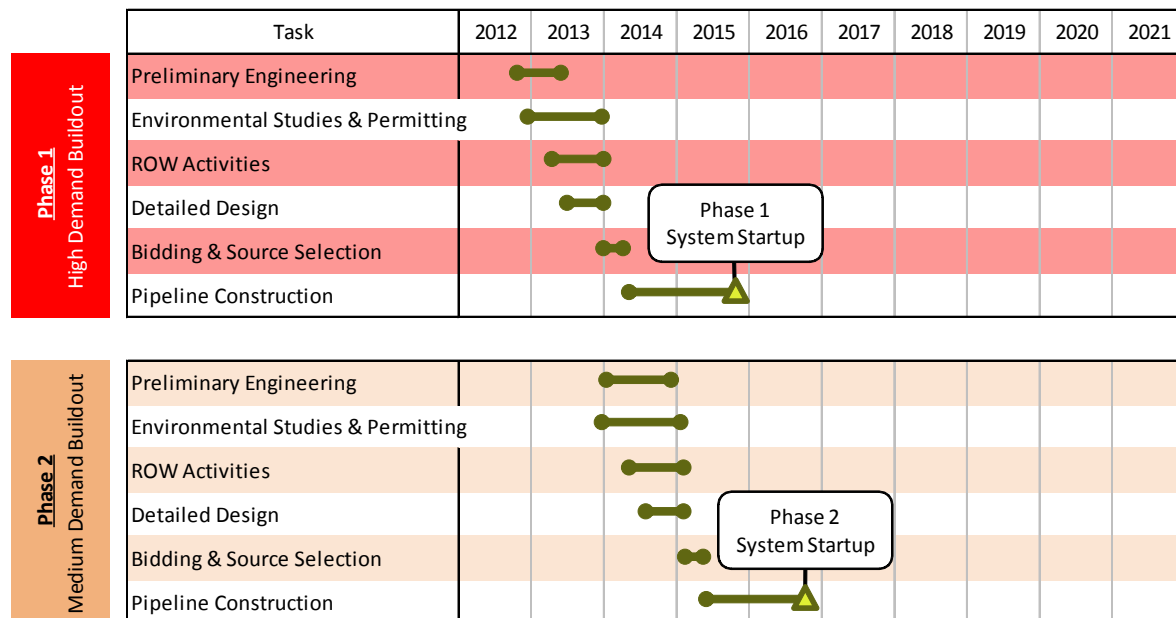 Task 2012 2013 2014 2015 2016 2017 2018 2019 2020 2021
Phase 1
High Demand Buildout
Preliminary Engineering
Environmental Studies & Permitting
ROW Activities
Detailed Design
Bidding & Source Selection
Pipeline Construction
Phase 1
System Startup
Phase 2
Medium Demand Buildout
Preliminary Engineering
Environmental Studies & Permitting
ROW Activities
Detailed Design
Bidding & Source Selection
Pipeline Construction
Phase 2
System Startup